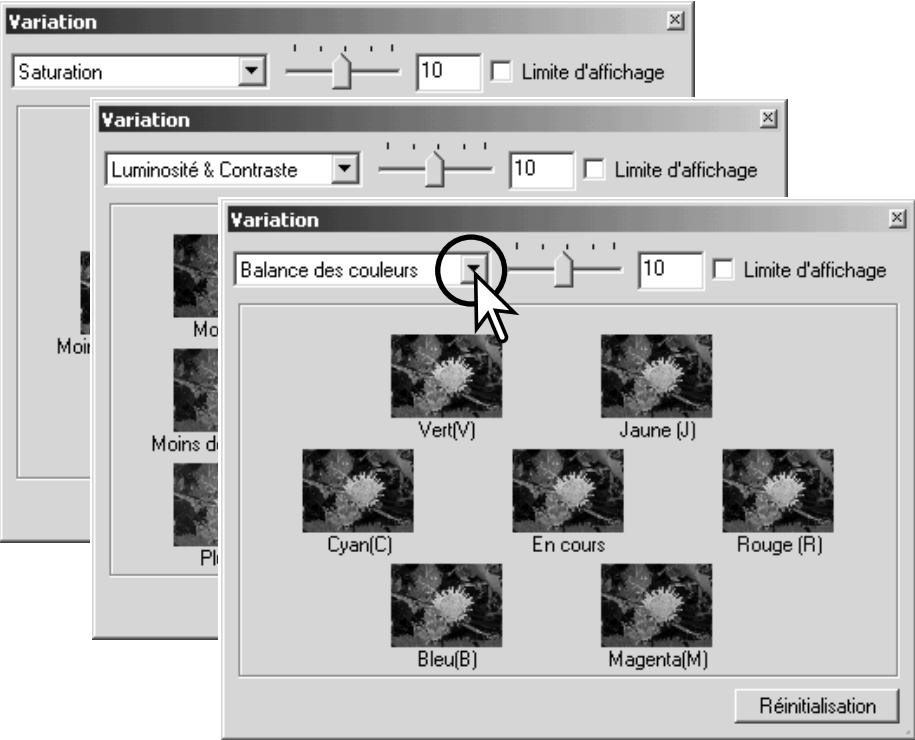 Variation
Saturation 10 Limite d'affichage
Variation
Luminosité & Contraste 10 Limite d'affichage
Variation
Balance des couleurs 10 Limite d'affichage
Vert(V) Jaune (J)
Cyan(C) En cours Rouge (R)
Bleu(B) Magenta(M)
Réinitialisation
Moins